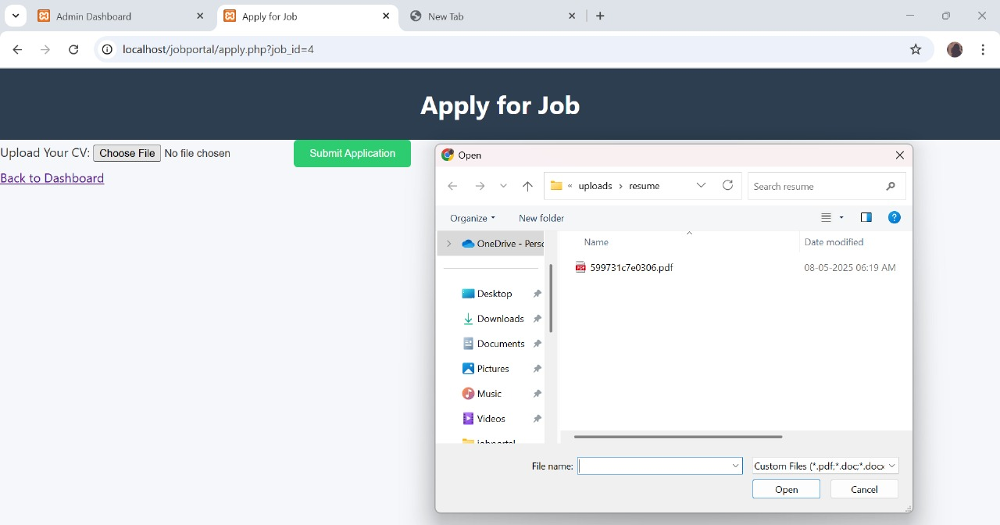 Admin Dashboard
Apply for Job
New Tab
localhost/jobportal/apply.php?job_id=4
Apply for Job
Upload Your CV: Choose File No file chosen
Submit Application
Back to Dashboard
Open
« uploads › resume
Search resume
Organize
New folder
OneDrive - Perso
Name
Date modified
599731c7e0306.pdf
08-05-2025 06:19 AM
Desktop
Downloads
Documents
Pictures
Music
Videos
jobportal
File name:
Custom Files (*.pdf;*.doc;*.docx
Open
Cancel